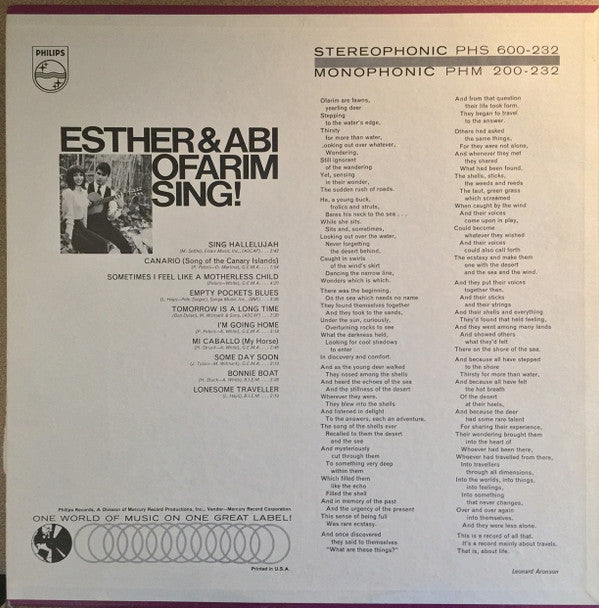 PHILIPS
STEREOPHONIC PHS 600-232
MONOPHONIC PHM 200-232
ESTHER & ABI
OFARIM
SING!
SING HALLELUJAH
CANARIO (Song of the Canary Islands)
SOMETIMES I FEEL LIKE A MOTHERLESS CHILD
EMPTY POCKETS BLUES
TOMORROW IS A LONG TIME
I'M GOING HOME
MI CABALLO (My Horse)
SOME DAY SOON
BONNIE BOAT
LONESOME TRAVELLER
Philips Records, A Division of Mercury Record Productions, Inc., Vendor—Mercury Record Corporation
ONE WORLD OF MUSIC ON ONE GREAT LABEL!
Printed in U.S.A.
Ofarim are fawns,
yearling deer
Stepping
to the water's edge,
Thirsty
for more than water,
Looking out over whatever,
Wondering,
Still ignorant
of the wandering
Yet, sensing
in their wonder,
The sudden rush of roads.
He, a young buck,
frolics and struts,
Bares his neck to the sea . . .
While she sits.
Sits and, sometimes,
Looking out over the water,
Never forgetting
the desert behind.
Caught in swirls
of the wind's skirt
Dancing the narrow line,
Wonders which is which.
There was the beginning.
On the sea which needs no name
They found themselves together
And they took to the sands,
Under the sun, curiously,
Overturning rocks to see
What the darkness held,
Looking for cool shadows
to enter
In discovery and comfort.
And as the young deer walked
They nosed among the shells
And heard the echoes of the sea
And the stillness of the desert
Wherever they were.
They blew into the shells
And listened in delight
To the answers, each an adventure.
The song of the shells ever
Recalled to them the desert
and the sea
And mysteriously
cut through them
To something very deep
within them
Which filled them
like the echo
Filled the shell
And in memory of the past
And the urgency of the present
This sense of being full
Was rare ecstasy.
And once discovered
they said to themselves
"What are these things?"
And from that question
their life took form.
They began to travel
to the answer.
Others had asked
the same things,
For they were not alone,
And whenever they met
they shared
What had been found.
The shells, sticks,
the weeds and reeds
The taut, green grass
which screamed
When caught by the wind
And their voices
come upon in play,
Could become
whatever they wished
And their voices
could also call forth
The ecstasy and make them
one with the desert
and the sea and the wind.
And they put their voices
together then.
And their sticks
and their strings
And their shells and everything
They'd found that held feeling,
And they went among many lands
And showed others
what they'd felt
There on the shore of the sea.
And because all have stepped
to the shore
Thirsty for more than water,
And because all have felt
the hot breath
Of the desert
at their heels,
And because the deer
had some rare talent
For sharing their experience,
Their wondering brought them
into the heart of
Whoever had been there,
Whoever had travelled from there,
Into travellers
through all dimensions,
Into the worlds, into things,
into feelings,
Into something
that never changes,
Over and over again
into themselves.
And they were less alone.
This is a record of all that.
It's a record mainly about travels.
That is, about life.
Leonard Aronson